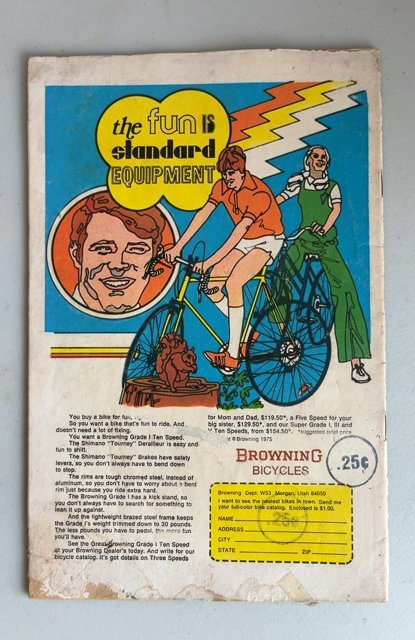 the fun IS
standard
EQUIPMENT
You buy a bike for fun,
So you want a bike that's fun to ride. And,
doesn't need a lot of fixing.
You want a Browning Grade I Ten Speed.
The Shimano "Tourney" Derailleur is easy and
fun to shift.
The Shimano "Tourney" Brakes have safety
levers, so you don't always have to bend down
to stop.
The rims are tough chromed steel, instead of
aluminum, so you don't have to worry about a bent
rim just because you ride extra hard.
The Browning Grade I has a kick stand, so
you don't always have to search for something to
lean it up against.
And the lightweight brazed steel frame keeps
the Grade I's weight trimmed down to 30 pounds.
The less pounds you have to pedal, the more fun
you'll have.
See the Great Browning Grade I Ten Speed
at your Browning Dealer's today. And write for our
bicycle catalog. It's got details on Three Speeds
for Mom and Dad, $119.50*, a Five Speed for your
big sister, $129.50*, and our Super Grade I, III and
Ten Speeds, from $154.50*. *suggested retail price
© Browning 1975
BROWNING
BICYCLES
.25¢
Browning Dept. W53 Morgan, Utah 84050
I want to see the neatest bikes in town. Send me
your full-color bike catalog. Enclosed is $1.00.
NAME
ADDRESS
CITY
STATE ZIP